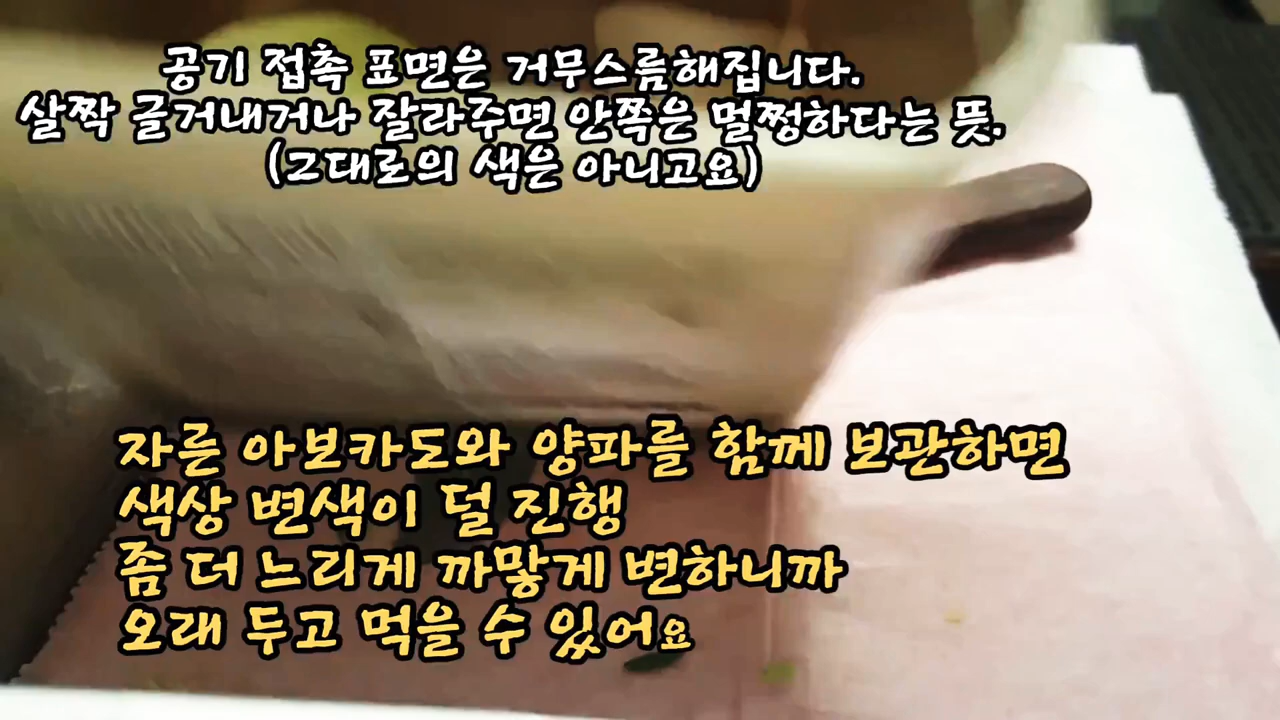 공기 접촉 표면은 거무스름해집니다.
살짝 글거내거나 잘라주면 안쪽은 멀쩡하다는 뜻.
(그대로의 색은 아니고요)
자른 아보카도와 양파를 함께 보관하면
색상 변색이 덜 진행
좀 더 느리게 까맣게 변하니까
오래 두고 먹을 수 있어요